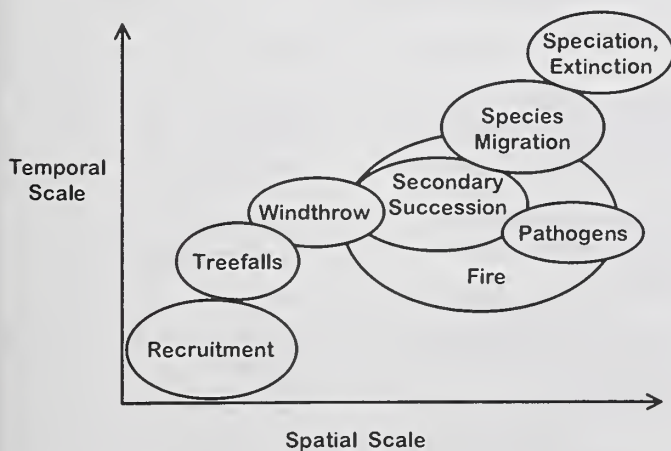 Speciation,
Extinction
Species
Migration
Temporal
Scale
Secondary
Succession
Windthrow
Pathogens
Treefalls
Fire
Recruitment
Spatial Scale